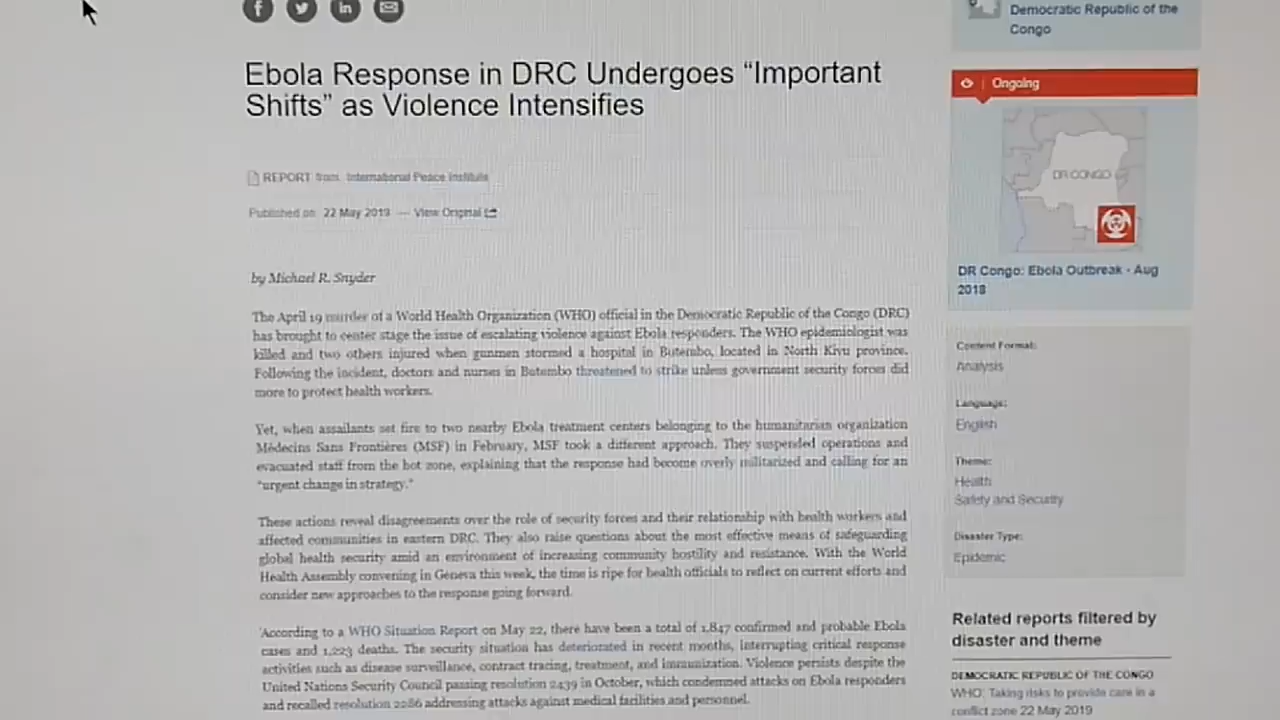 Democratic Republic of the
Congo
Ebola Response in DRC Undergoes “Important
Shifts” as Violence Intensifies
REPORT from International Peace Institute
Published on 22 May 2019 — View Original
by Michael R. Snyder
The April 19 murder of a World Health Organization (WHO) official in the Democratic Republic of the Congo (DRC)
has brought to center stage the issue of escalating violence against Ebola responders. The WHO epidemiologist was
killed and two others injured when gunmen stormed a hospital in Butembo, located in North Kivu province.
Following the incident, doctors and nurses in Butembo threatened to strike unless government security forces did
more to protect health workers.
Yet, when assailants set fire to two nearby Ebola treatment centers belonging to the humanitarian organization
Médecins Sans Frontières (MSF) in February, MSF took a different approach. They suspended operations and
evacuated staff from the hot zone, explaining that the response had become overly militarized and calling for an
“urgent change in strategy.”
These actions reveal disagreements over the role of security forces and their relationship with health workers and
affected communities in eastern DRC. They also raise questions about the most effective means of safeguarding
global health security amid an environment of increasing community hostility and resistance. With the World
Health Assembly convening in Geneva this week, the time is ripe for health officials to reflect on current efforts and
consider new approaches to the response going forward.
According to a WHO Situation Report on May 22, there have been a total of 1,847 confirmed and probable Ebola
cases and 1,223 deaths. The security situation has deteriorated in recent months, interrupting critical response
activities such as disease surveillance, contract tracing, treatment, and immunization. Violence persists despite the
United Nations Security Council passing resolution 2439 in October, which condemned attacks on Ebola responders
and recalled resolution 2286 addressing attacks against medical facilities and personnel.
Ongoing
DR CONGO
DR Congo: Ebola Outbreak - Aug
2018
Content Format:
Analysis
Language:
English
Theme:
Health
Safety and Security
Disaster Type:
Epidemic
Related reports filtered by
disaster and theme
DEMOCRATIC REPUBLIC OF THE CONGO
WHO: Taking risks to provide care in a
conflict zone 22 May 2019